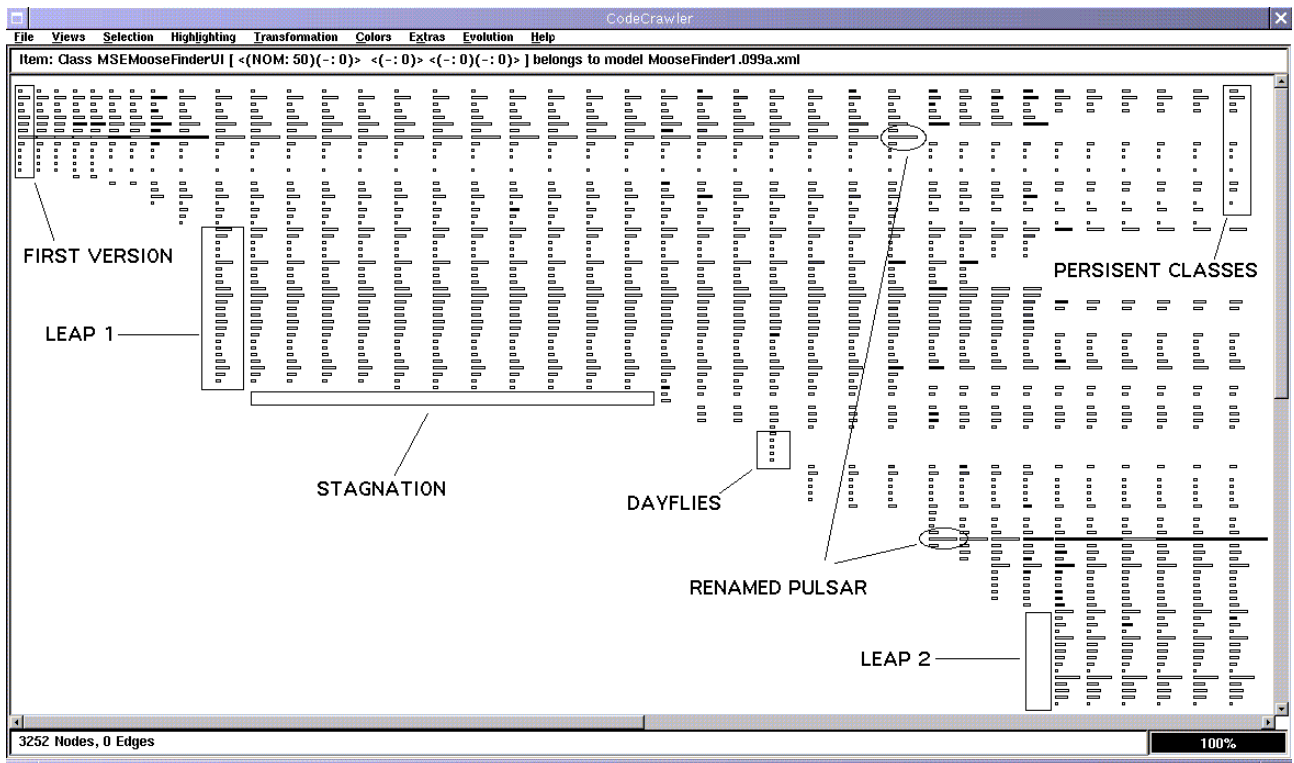 CodeCrawler
File Views Selection Highlighting Transformation Colors Extras Evolution Help
Item: Class MSEMooseFinderUI [ <(NOM: 50)(-: 0)> <(-: 0)> <(-: 0)(-: 0)> ] belongs to model MooseFinder1.099a.xml
FIRST VERSION
PERSISENT CLASSES
LEAP 1
STAGNATION
DAYFLIES
RENAMED PULSAR
LEAP 2
3252 Nodes, 0 Edges
100%